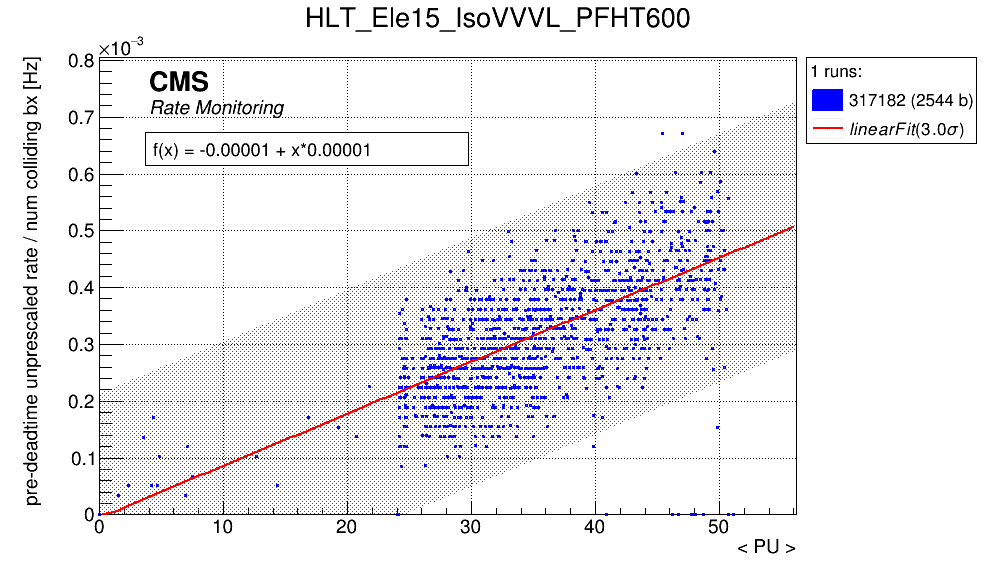 HLT_Ele15_IsoVVVL_PFHT600
×10⁻³
pre-deadtime unprescaled rate / num colliding bx [Hz]
0.8
0.7
0.6
0.5
0.4
0.3
0.2
0.1
0
CMS
Rate Monitoring
f(x) = -0.00001 + x*0.00001
1 runs:
317182 (2544 b)
linearFit(3.0σ)
0 10 20 30 40 50
< PU >